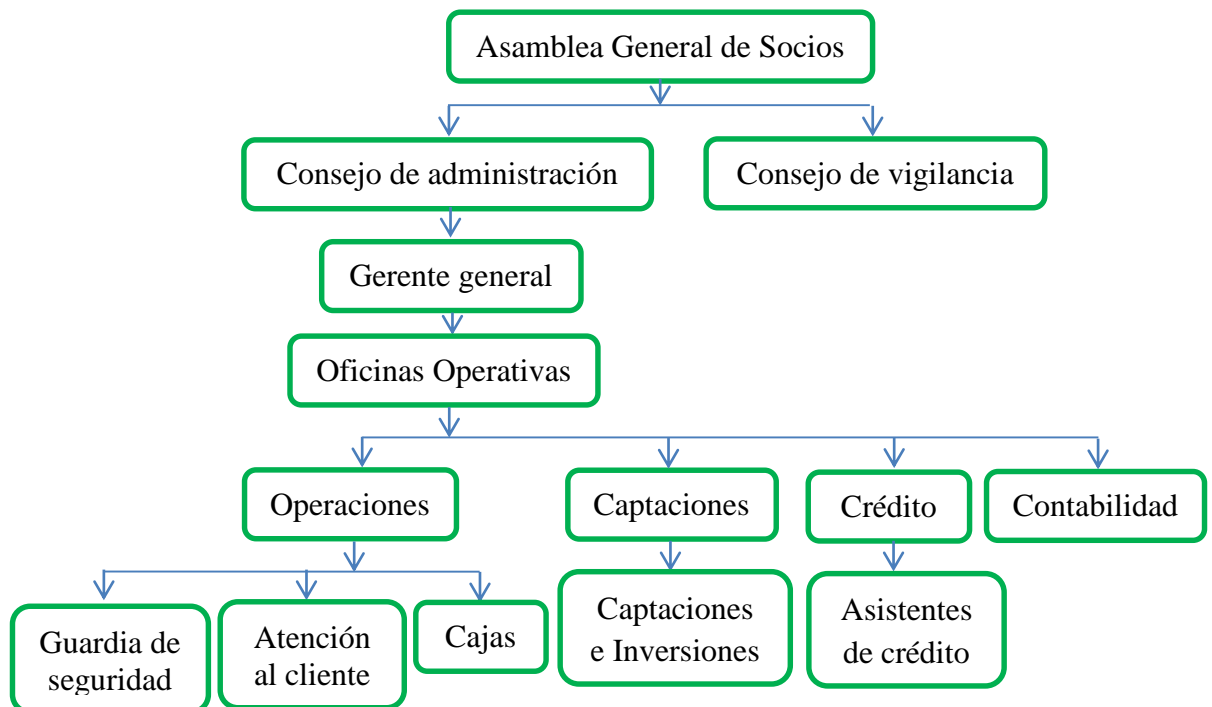 Asamblea General de Socios
Consejo de administración
Consejo de vigilancia
Gerente general
Oficinas Operativas
Operaciones
Captaciones
Crédito
Contabilidad
Guardia de
seguridad
Atención
al cliente
Cajas
Captaciones
e Inversiones
Asistentes
de crédito